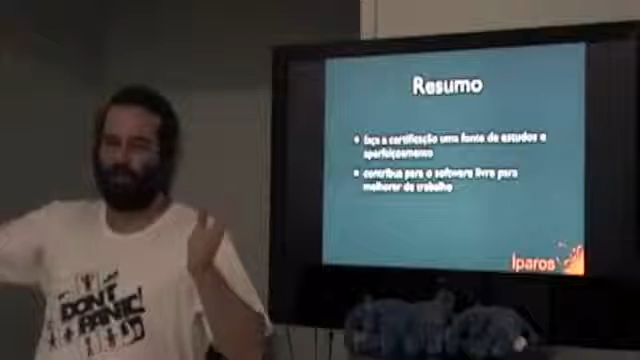 Resumo
• faça a certificação uma fonte de estudos e
aperfeiçoamento
• contribua para o software livre para
melhorar de trabalho
Iparos
DON'T
PANIC!